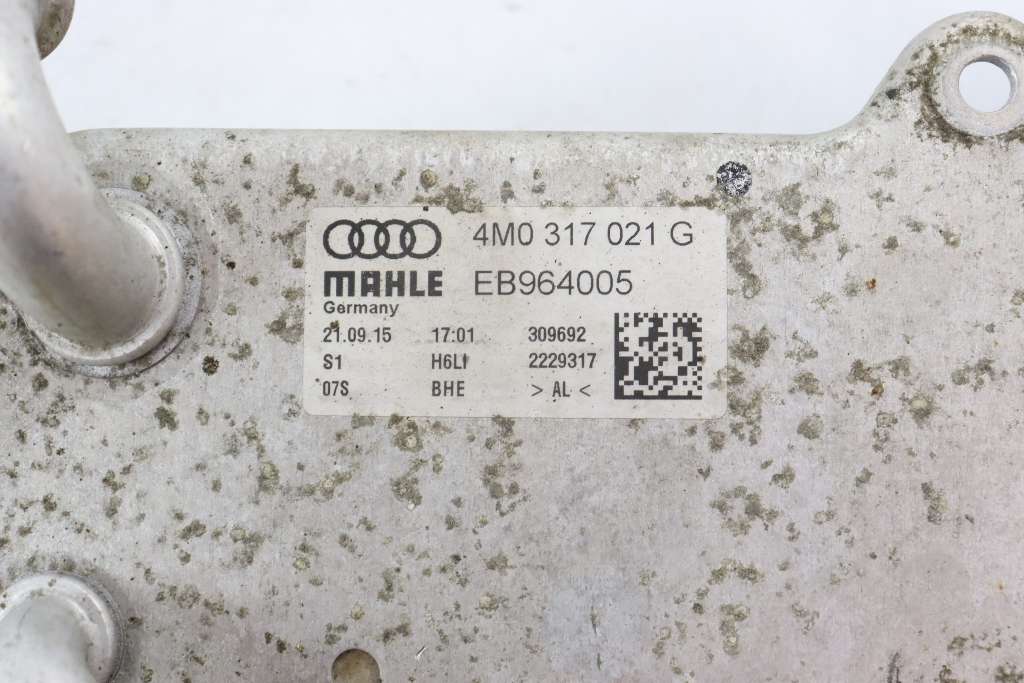 4M0 317 021 G
MAHLE EB964005
Germany
21.09.15 17:01 309692
S1 H6LI 2229317
07S BHE > AL <